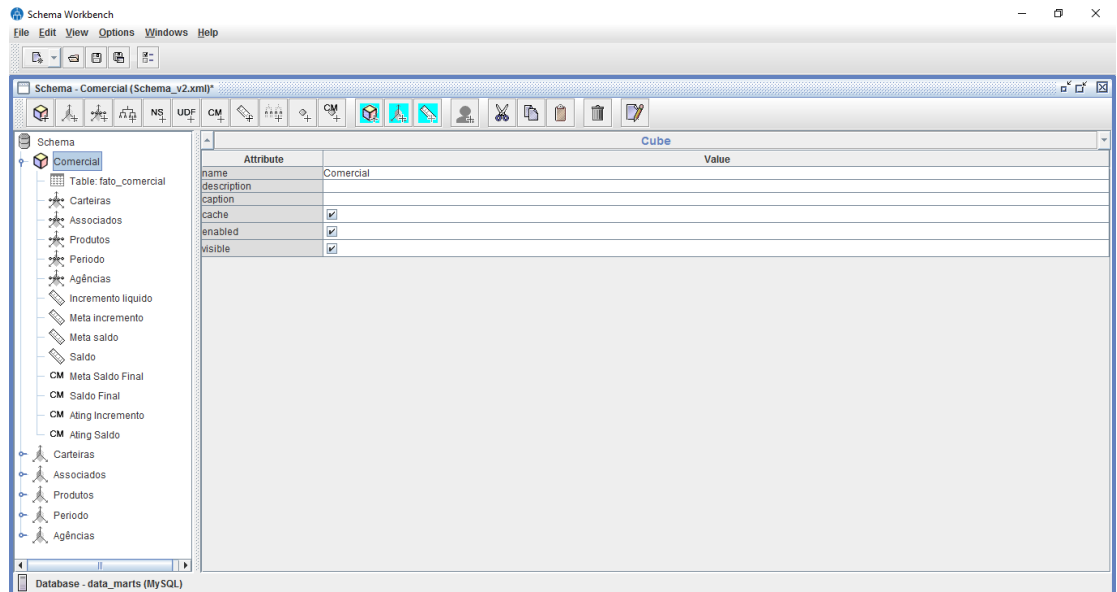 Schema Workbench
File Edit View Options Windows Help
Schema - Comercial (Schema_v2.xml)*
NS UDF CM CM
Schema
Comercial
Table: fato_comercial
Carteiras
Associados
Produtos
Periodo
Agências
Incremento liquido
Meta incremento
Meta saldo
Saldo
CM Meta Saldo Final
CM Saldo Final
CM Ating Incremento
CM Ating Saldo
Carteiras
Associados
Produtos
Periodo
Agências
Cube
Attribute Value
name Comercial
description
caption
cache
enabled
visible
Database - data_marts (MySQL)